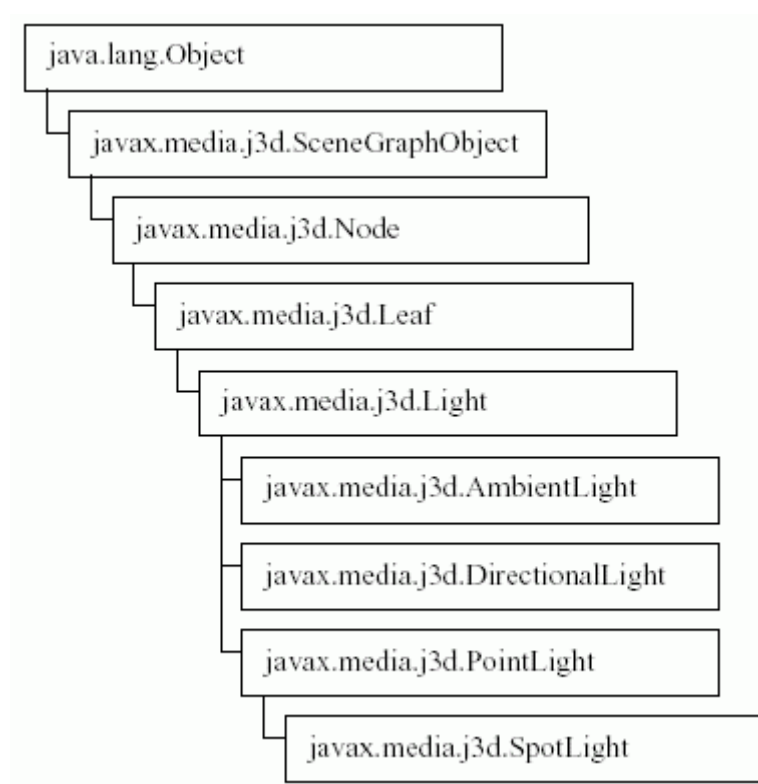 java.lang.Object
javax.media.j3d.SceneGraphObject
javax.media.j3d.Node
javax.media.j3d.Leaf
javax.media.j3d.Light
javax.media.j3d.AmbientLight
javax.media.j3d.DirectionalLight
javax.media.j3d.PointLight
javax.media.j3d.SpotLight